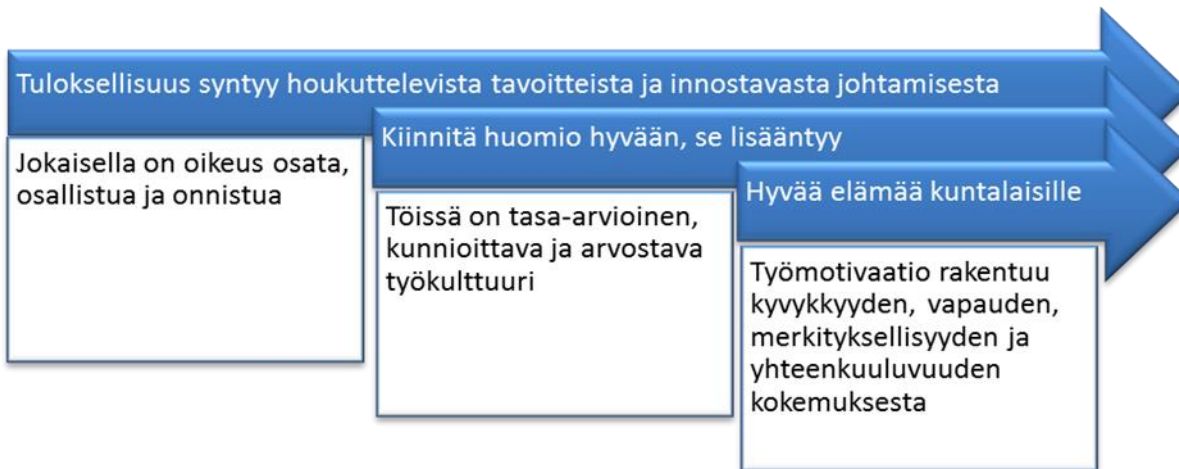 Tuloksellisuus syntyy houkuttelevista tavoitteista ja innostavasta johtamisesta
Jokaisella on oikeus osata,
osallistua ja onnistua
Kiinnitä huomio hyvään, se lisääntyy
Töissä on tasa-arvioinen,
kunnioittava ja arvostava
työkulttuuri
Hyvää elämää kuntalaisille
Työmotivaatio rakentuu
kyvykkyyden, vapauden,
merkityksellisyyden ja
yhteenkuuluvuuden
kokemuksesta